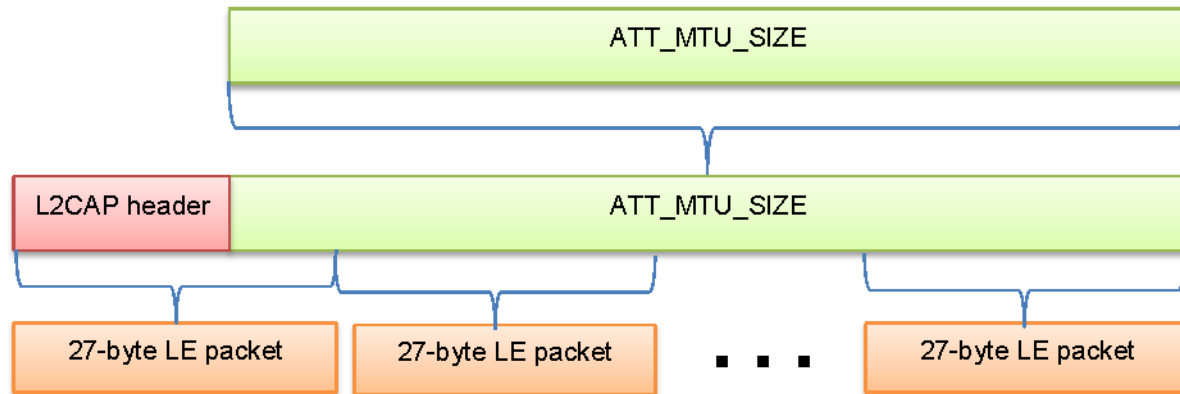 ATT_MTU_SIZE
L2CAP header
ATT_MTU_SIZE
27-byte LE packet
27-byte LE packet
. . .
27-byte LE packet